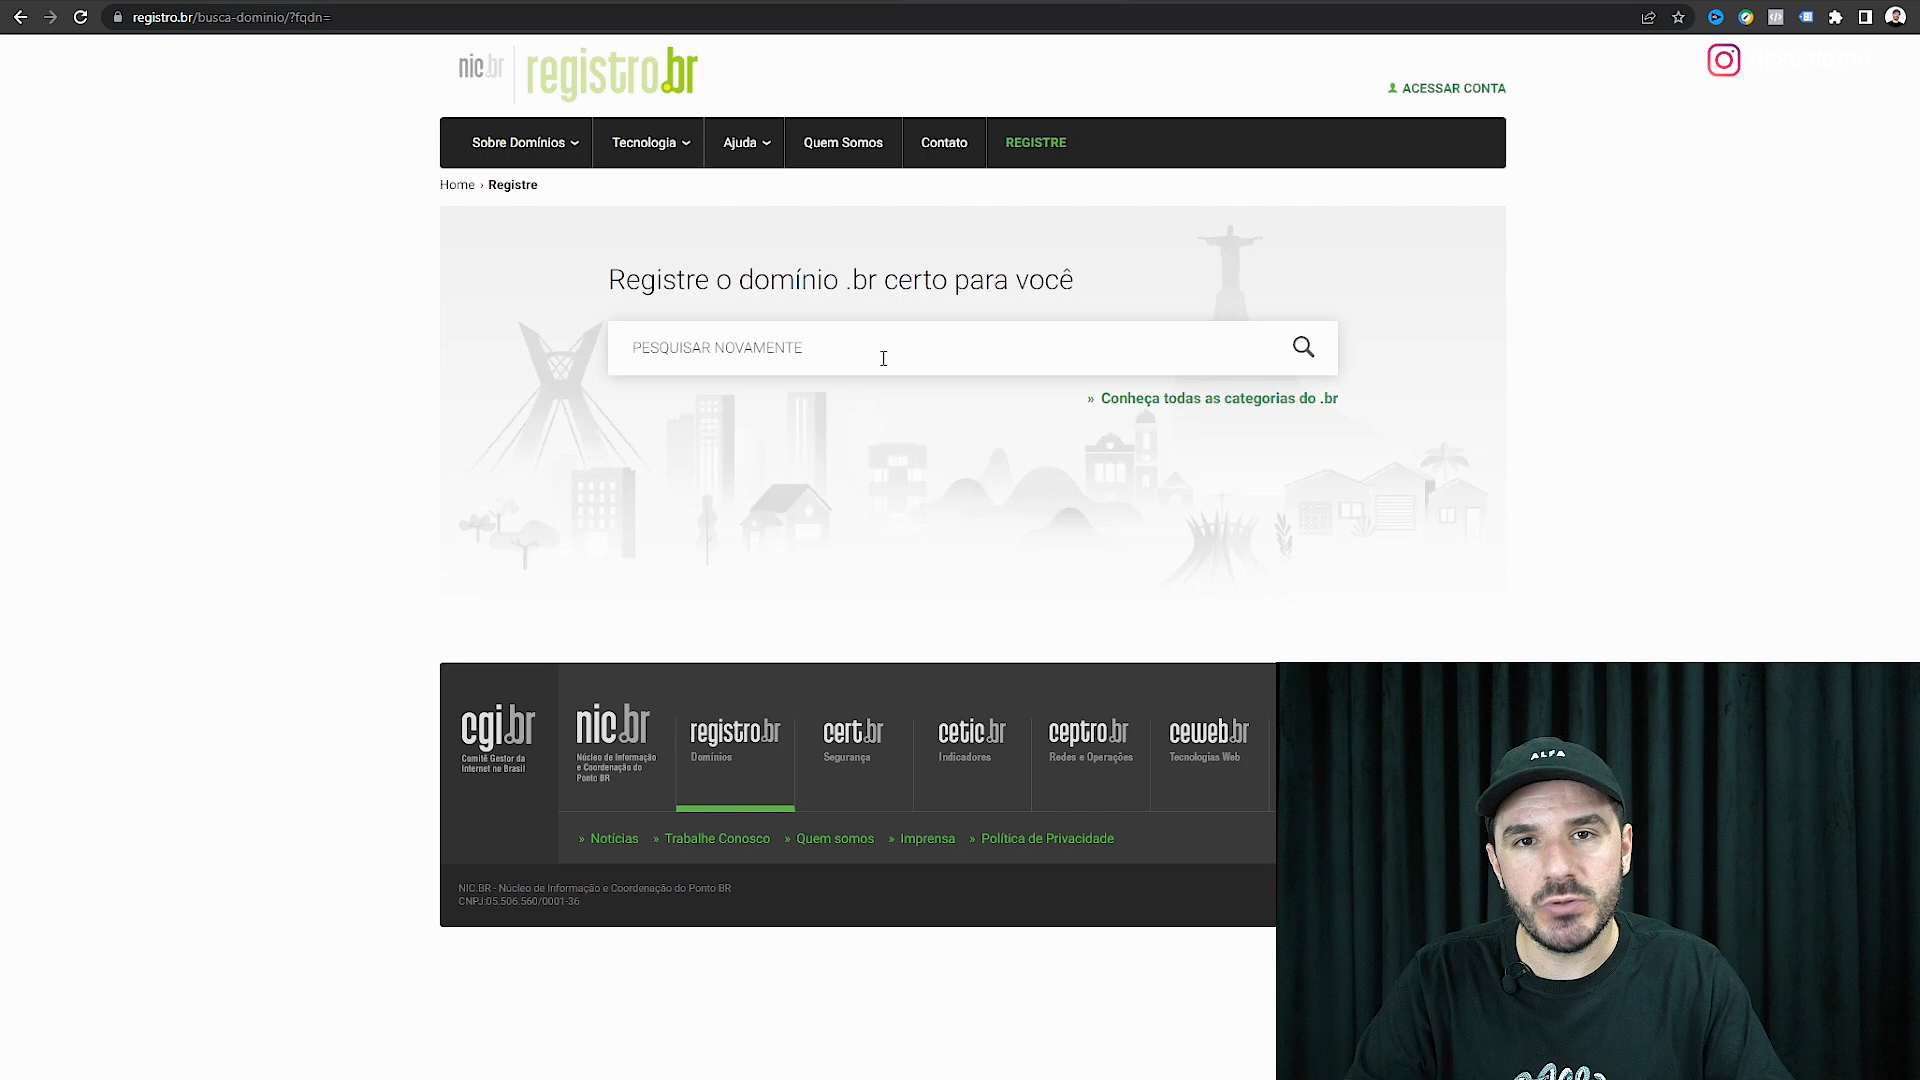 registro.br/busca-dominio/?fqdn=
nic.br
registro.br
ACESSAR CONTA
Sobre Domínios
Tecnologia
Ajuda
Quem Somos
Contato
REGISTRE
Home › Registre
Registre o domínio .br certo para você
PESQUISAR NOVAMENTE
» Conheça todas as categorias do .br
cgi.br
Comitê Gestor da
Internet no Brasil
nic.br
Núcleo de Informação
e Coordenação do
Ponto BR
registro.br
Domínios
cert.br
Segurança
cetic.br
Indicadores
ceptro.br
Redes e Operações
ceweb.br
Tecnologias Web
» Notícias » Trabalhe Conosco » Quem somos » Imprensa » Política de Privacidade
NIC.BR - Núcleo de Informação e Coordenação do Ponto BR
CNPJ:05.506.560/0001-36
ALFA